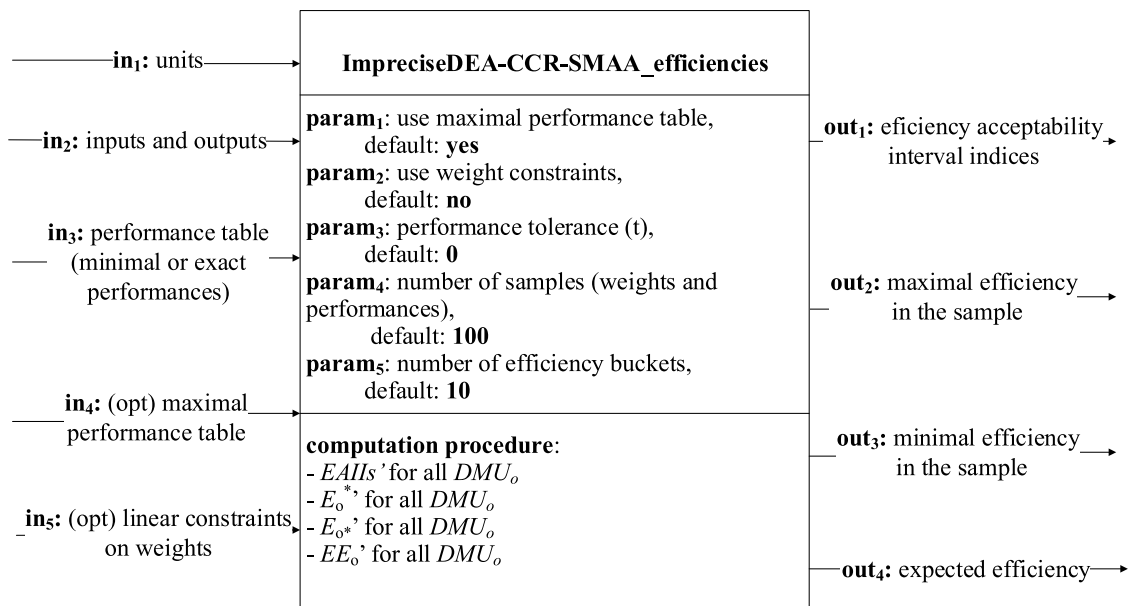 in₁: units
in₂: inputs and outputs
in₃: performance table
(minimal or exact
performances)
in₄: (opt) maximal
performance table
in₅: (opt) linear constraints
on weights
ImpreciseDEA-CCR-SMAA_efficiencies
param₁: use maximal performance table,
default: yes
param₂: use weight constraints,
default: no
param₃: performance tolerance (t),
default: 0
param₄: number of samples (weights and
performances),
default: 100
param₅: number of efficiency buckets,
default: 10
computation procedure:
- EAIIs’ for all DMUₒ
- Eₒ*’ for all DMUₒ
- Eₒ*’ for all DMUₒ
- EEₒ’ for all DMUₒ
out₁: eficiency acceptability
interval indices
out₂: maximal efficiency
in the sample
out₃: minimal efficiency
in the sample
out₄: expected efficiency